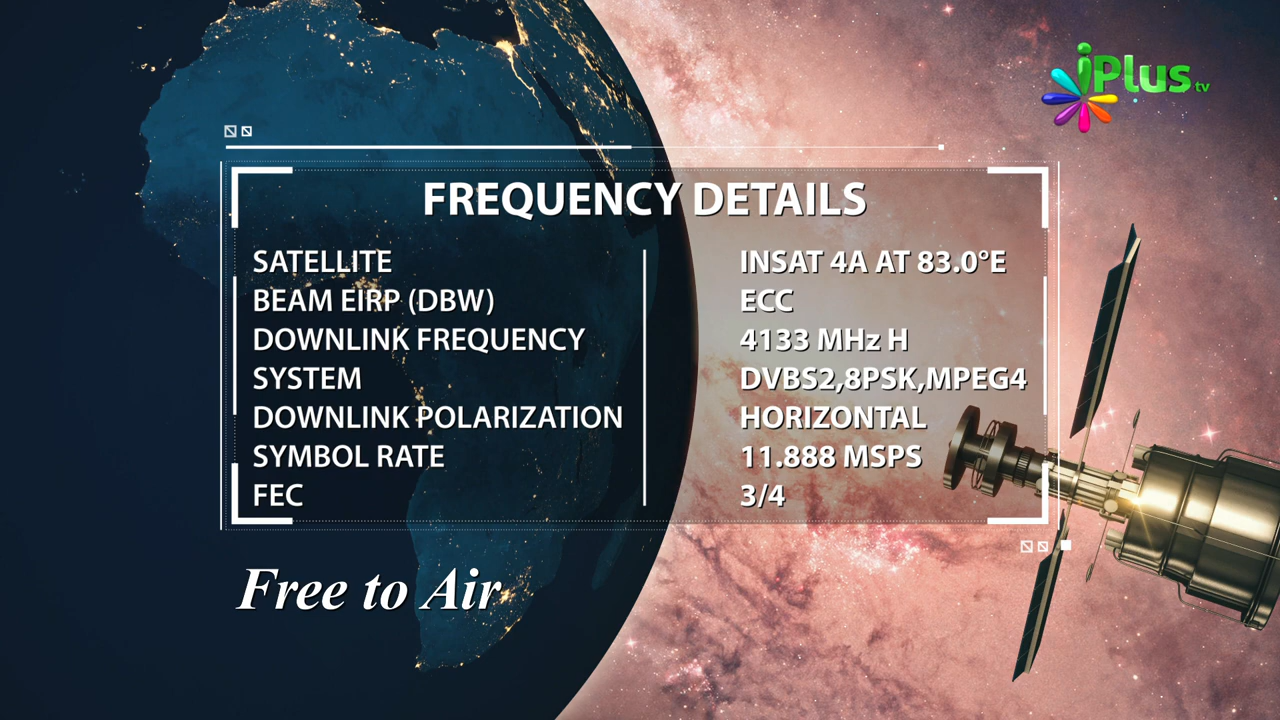 iPlus tv
FREQUENCY DETAILS
SATELLITE INSAT 4A AT 83.0°E
BEAM EIRP (DBW) ECC
DOWNLINK FREQUENCY 4133 MHz H
SYSTEM DVBS2,8PSK,MPEG4
DOWNLINK POLARIZATION HORIZONTAL
SYMBOL RATE 11.888 MSPS
FEC 3/4
Free to Air